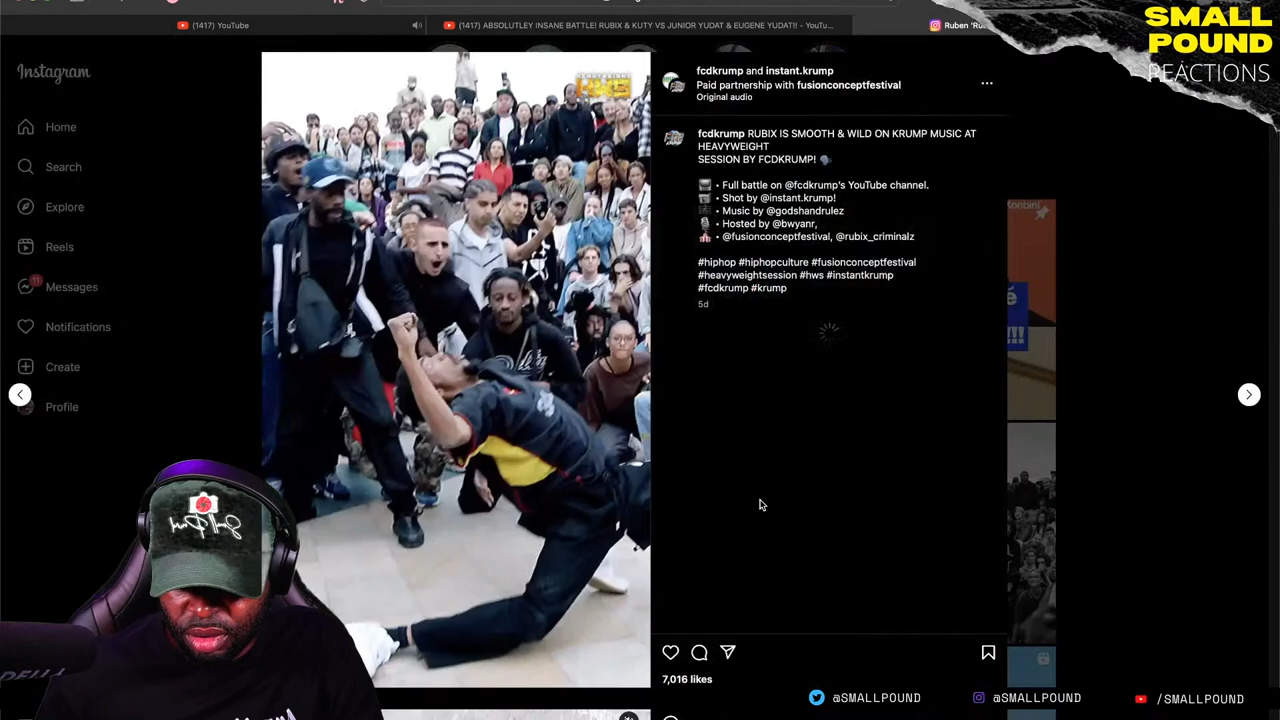 (1417) YouTube
(1417) ABSOLUTLEY INSANE BATTLE! RUBIX & KUTY VS JUNIOR YUDAT & EUGENE YUDAT!! - YouTu...
SMALL
POUND
REACTIONS
Instagram
Home
Search
Explore
Reels
11
Messages
Notifications
Create
Profile
HEAVYWEIGHT
fcdkrump and instant.krump
Paid partnership with fusionconceptfestival
Original audio
fcdkrump RUBIX IS SMOOTH & WILD ON KRUMP MUSIC AT
HEAVYWEIGHT
SESSION BY FCDKRUMP! 🗣
• Full battle on @fcdkrump's YouTube channel.
• Shot by @instant.krump!
• Music by @godshandrulez
• Hosted by @bwyanr,
• @fusionconceptfestival, @rubix_criminalz
#hiphop #hiphopculture #fusionconceptfestival
#heavyweightsession #hws #instantkrump
#fcdkrump #krump
5d
7,016 likes
@SMALLPOUND
@SMALLPOUND
/SMALLPOUND